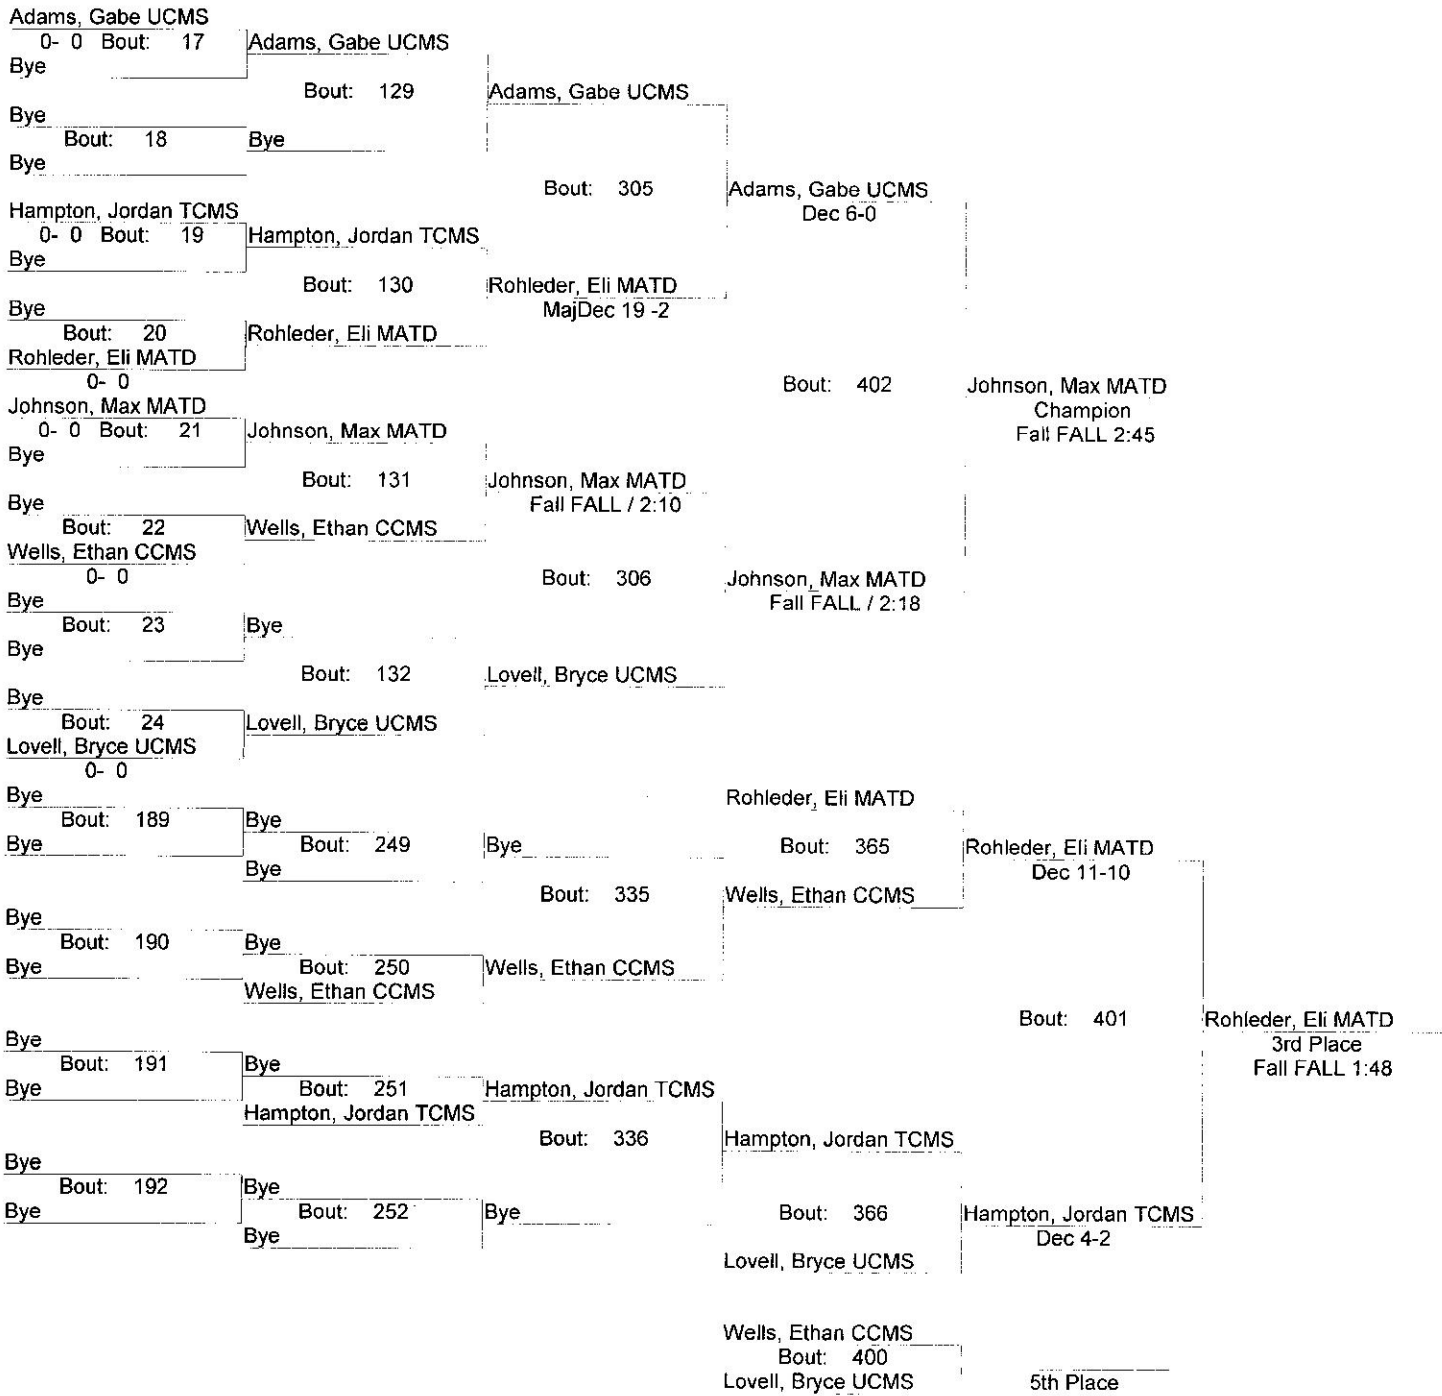 Adams, Gabe UCMS
0- 0 Bout: 17 Adams, Gabe UCMS
Bye
Bout: 129 Adams, Gabe UCMS
Bye
Bout: 18 Bye
Bye
Bout: 305 Adams, Gabe UCMS
Dec 6-0
Hampton, Jordan TCMS
0- 0 Bout: 19 Hampton, Jordan TCMS
Bye
Bout: 130 Rohleder, Eli MATD
MajDec 19 -2
Bye
Bout: 20 Rohleder, Eli MATD
Rohleder, Eli MATD
0- 0
Bout: 402 Johnson, Max MATD
Champion
Fall FALL 2:45
Johnson, Max MATD
0- 0 Bout: 21 Johnson, Max MATD
Bye
Bout: 131 Johnson, Max MATD
Fall FALL / 2:10
Bye
Bout: 22 Wells, Ethan CCMS
Wells, Ethan CCMS
0- 0
Bout: 306 Johnson, Max MATD
Fall FALL / 2:18
Bye
Bout: 23 Bye
Bye
Bout: 132 Lovell, Bryce UCMS
Bye
Bout: 24 Lovell, Bryce UCMS
Lovell, Bryce UCMS
0- 0
Bye
Rohleder, Eli MATD
Bout: 189 Bye
Bye
Bout: 249 Bye
Bout: 365 Rohleder, Eli MATD
Dec 11-10
Bye
Bout: 335 Wells, Ethan CCMS
Bye
Bout: 190 Bye
Bye
Bout: 250 Wells, Ethan CCMS
Wells, Ethan CCMS
Bout: 401 Rohleder, Eli MATD
3rd Place
Fall FALL 1:48
Bye
Bout: 191 Bye
Bye
Bout: 251 Hampton, Jordan TCMS
Hampton, Jordan TCMS
Bout: 336 Hampton, Jordan TCMS
Bye
Bout: 192 Bye
Bye
Bout: 252 Bye
Bye
Bout: 366 Hampton, Jordan TCMS
Dec 4-2
Lovell, Bryce UCMS
Wells, Ethan CCMS
Bout: 400
Lovell, Bryce UCMS
5th Place